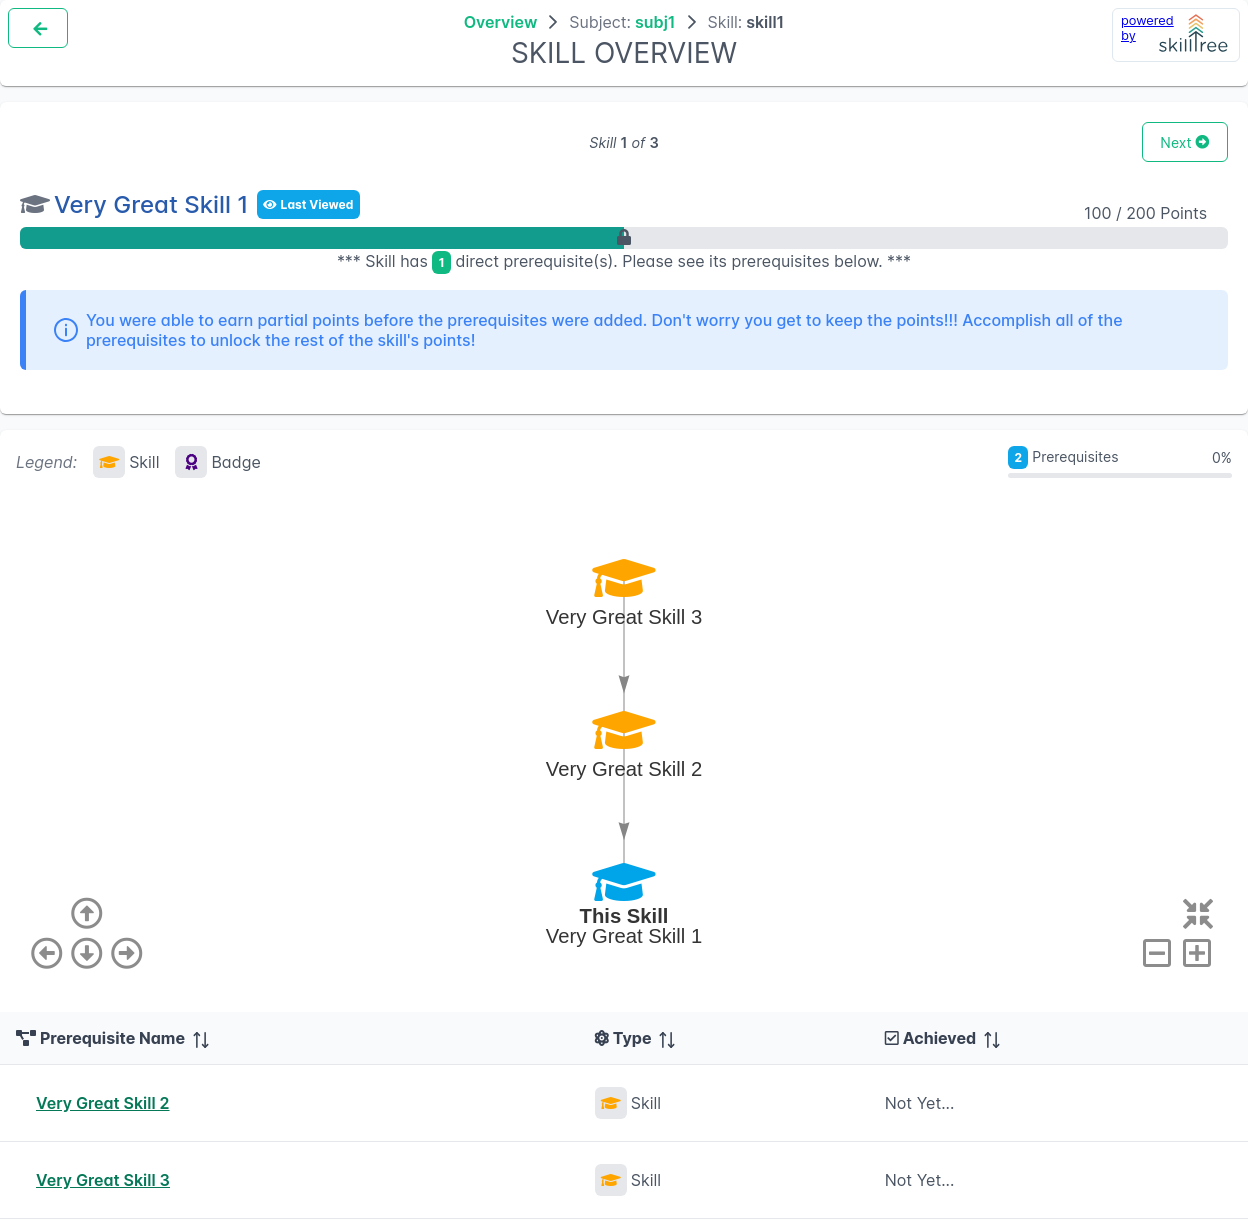 Overview > Subject: subj1 > Skill: skill1
SKILL OVERVIEW
powered
by
skilltree
Skill 1 of 3
Next
Very Great Skill 1 Last Viewed
100 / 200 Points
*** Skill has 1 direct prerequisite(s). Please see its prerequisites below. ***
You were able to earn partial points before the prerequisites were added. Don't worry you get to keep the points!!! Accomplish all of the
prerequisites to unlock the rest of the skill's points!
Legend: Skill Badge
2 Prerequisites 0%
Very Great Skill 3
Very Great Skill 2
This Skill
Very Great Skill 1
Prerequisite Name Type Achieved
Very Great Skill 2 Skill Not Yet...
Very Great Skill 3 Skill Not Yet...